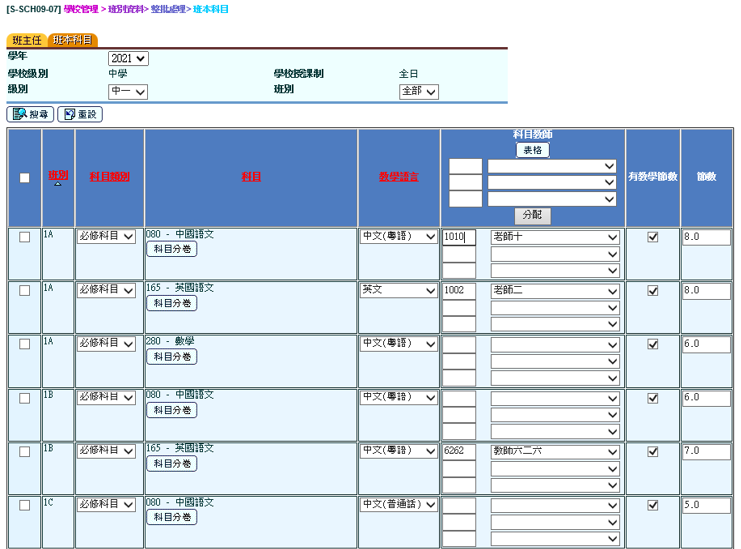 [S-SCH09-07] 學校管理 > 班別資料> 整批處理> 班本科目
班主任 班本科目
學年 2021
學校級別 中學 學校授課制 全日
級別 中一 班別 全部
搜尋 重設
班別 科目類別 科目 教學語言 科目教師 有教學節數 節數
表格
分配
1A 必修科目 080 - 中國語文 中文(粵語) 1010 老師十 8.0
科目分卷
1A 必修科目 165 - 英國語文 英文 1002 老師二 8.0
科目分卷
1A 必修科目 280 - 數學 中文(粵語) 6.0
科目分卷
1B 必修科目 080 - 中國語文 中文(粵語) 6.0
科目分卷
1B 必修科目 165 - 英國語文 中文(粵語) 6262 教師六二六 7.0
科目分卷
1C 必修科目 080 - 中國語文 中文(普通話) 5.0
科目分卷